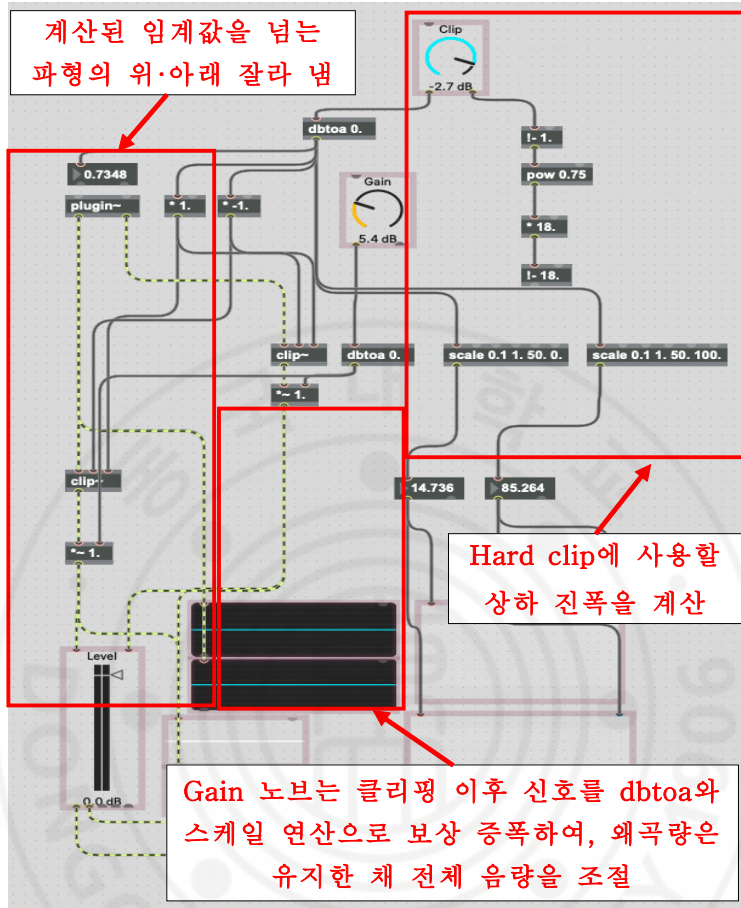 계산된 임계값을 넘는
파형의 위·아래 잘라 냄
Clip
-2.7 dB
dbtoa 0.
!- 1.
0.7348
pow 0.75
Gain
plugin~
* 1.
* -1.
* 18.
5.4 dB
!- 18.
clip~
dbtoa 0.
scale 0.1 1. 50. 0.
scale 0.1 1. 50. 100.
*~ 1.
clip~
14.736
85.264
*~ 1.
Hard clip에 사용할
상하 진폭을 계산
Level
0.0 dB
Gain 노브는 클리핑 이후 신호를 dbtoa와
스케일 연산으로 보상 증폭하여, 왜곡량은
유지한 채 전체 음량을 조절